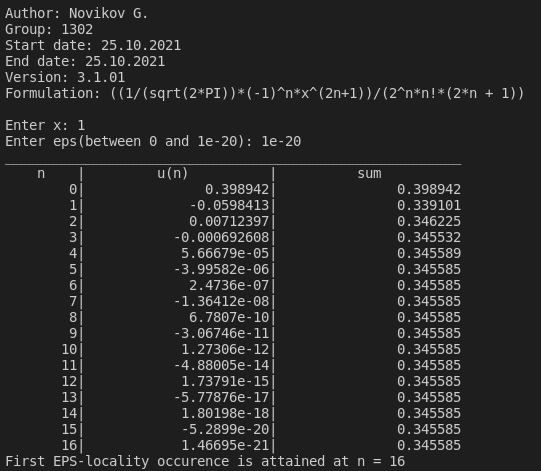 Author: Novikov G.
Group: 1302
Start date: 25.10.2021
End date: 25.10.2021
Version: 3.1.01
Formulation: ((1/(sqrt(2*PI))*(-1)^n*x^(2n+1))/(2^n*n!*(2*n + 1))
Enter x: 1
Enter eps(between 0 and 1e-20): 1e-20
n | u(n) | sum
0| 0.398942| 0.398942
1| -0.0598413| 0.339101
2| 0.00712397| 0.346225
3| -0.000692608| 0.345532
4| 5.66679e-05| 0.345589
5| -3.99582e-06| 0.345585
6| 2.4736e-07| 0.345585
7| -1.36412e-08| 0.345585
8| 6.7807e-10| 0.345585
9| -3.06746e-11| 0.345585
10| 1.27306e-12| 0.345585
11| -4.88005e-14| 0.345585
12| 1.73791e-15| 0.345585
13| -5.77876e-17| 0.345585
14| 1.80198e-18| 0.345585
15| -5.2899e-20| 0.345585
16| 1.46695e-21| 0.345585
First EPS-locality occurence is attained at n = 16